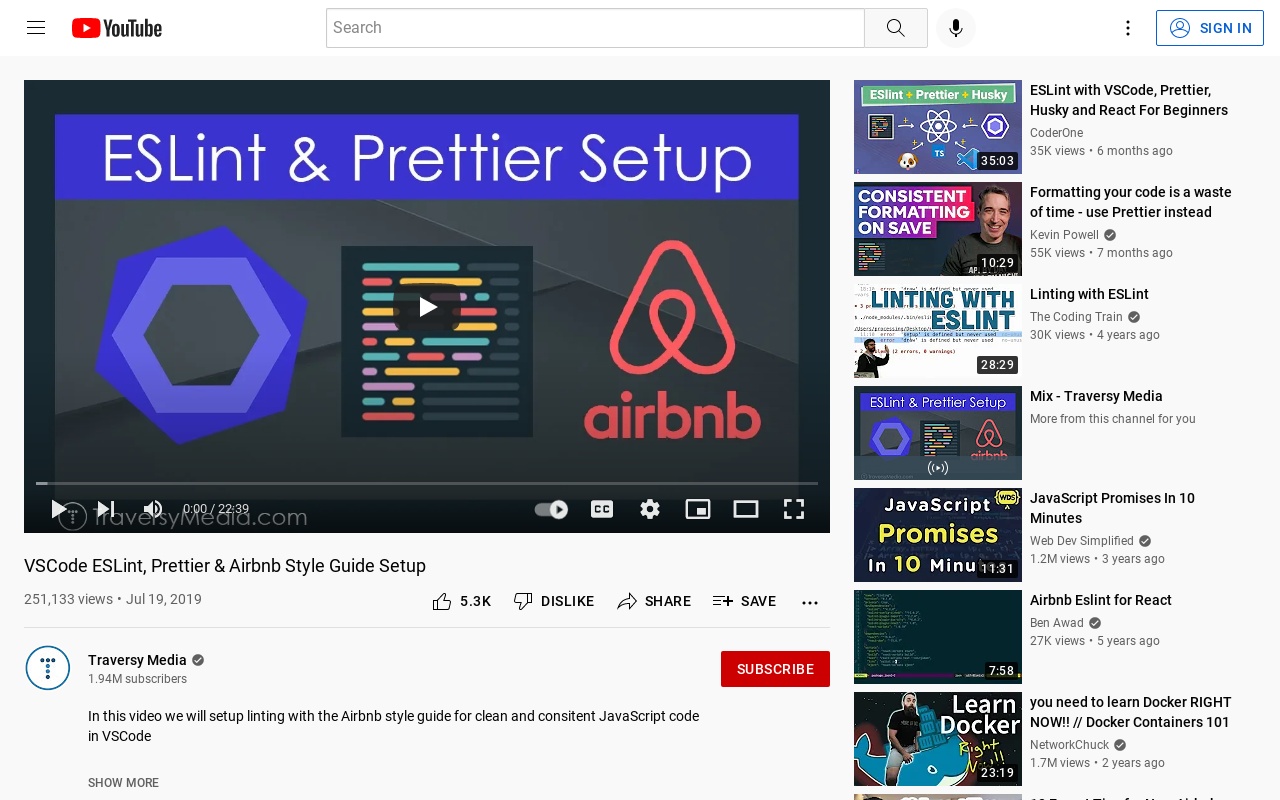 YouTube
Search
SIGN IN
ESLint & Prettier Setup
airbnb
TraversyMedia.com
0:00 / 22:39
CC
VSCode ESLint, Prettier & Airbnb Style Guide Setup
251,133 views • Jul 19, 2019
5.3K
DISLIKE
SHARE
SAVE
Traversy Media
1.94M subscribers
SUBSCRIBE
In this video we will setup linting with the Airbnb style guide for clean and consitent JavaScript code
in VSCode
SHOW MORE
ESlint + Prettier + Husky
TS
35:03
ESLint with VSCode, Prettier,
Husky and React For Beginners
CoderOne
35K views • 6 months ago
CONSISTENT
FORMATTING
ON SAVE
10:29
Formatting your code is a waste
of time - use Prettier instead
Kevin Powell
55K views • 7 months ago
LINTING WITH
ESLINT
28:29
Linting with ESLint
The Coding Train
30K views • 4 years ago
ESLint & Prettier Setup
airbnb
Mix - Traversy Media
More from this channel for you
WDS
JavaScript
Promises
In 10 Minu
11:31
JavaScript Promises In 10
Minutes
Web Dev Simplified
1.2M views • 3 years ago
7:58
Airbnb Eslint for React
Ben Awad
27K views • 5 years ago
Learn
Docker
Right
23:19
you need to learn Docker RIGHT
NOW!! // Docker Containers 101
NetworkChuck
1.7M views • 2 years ago